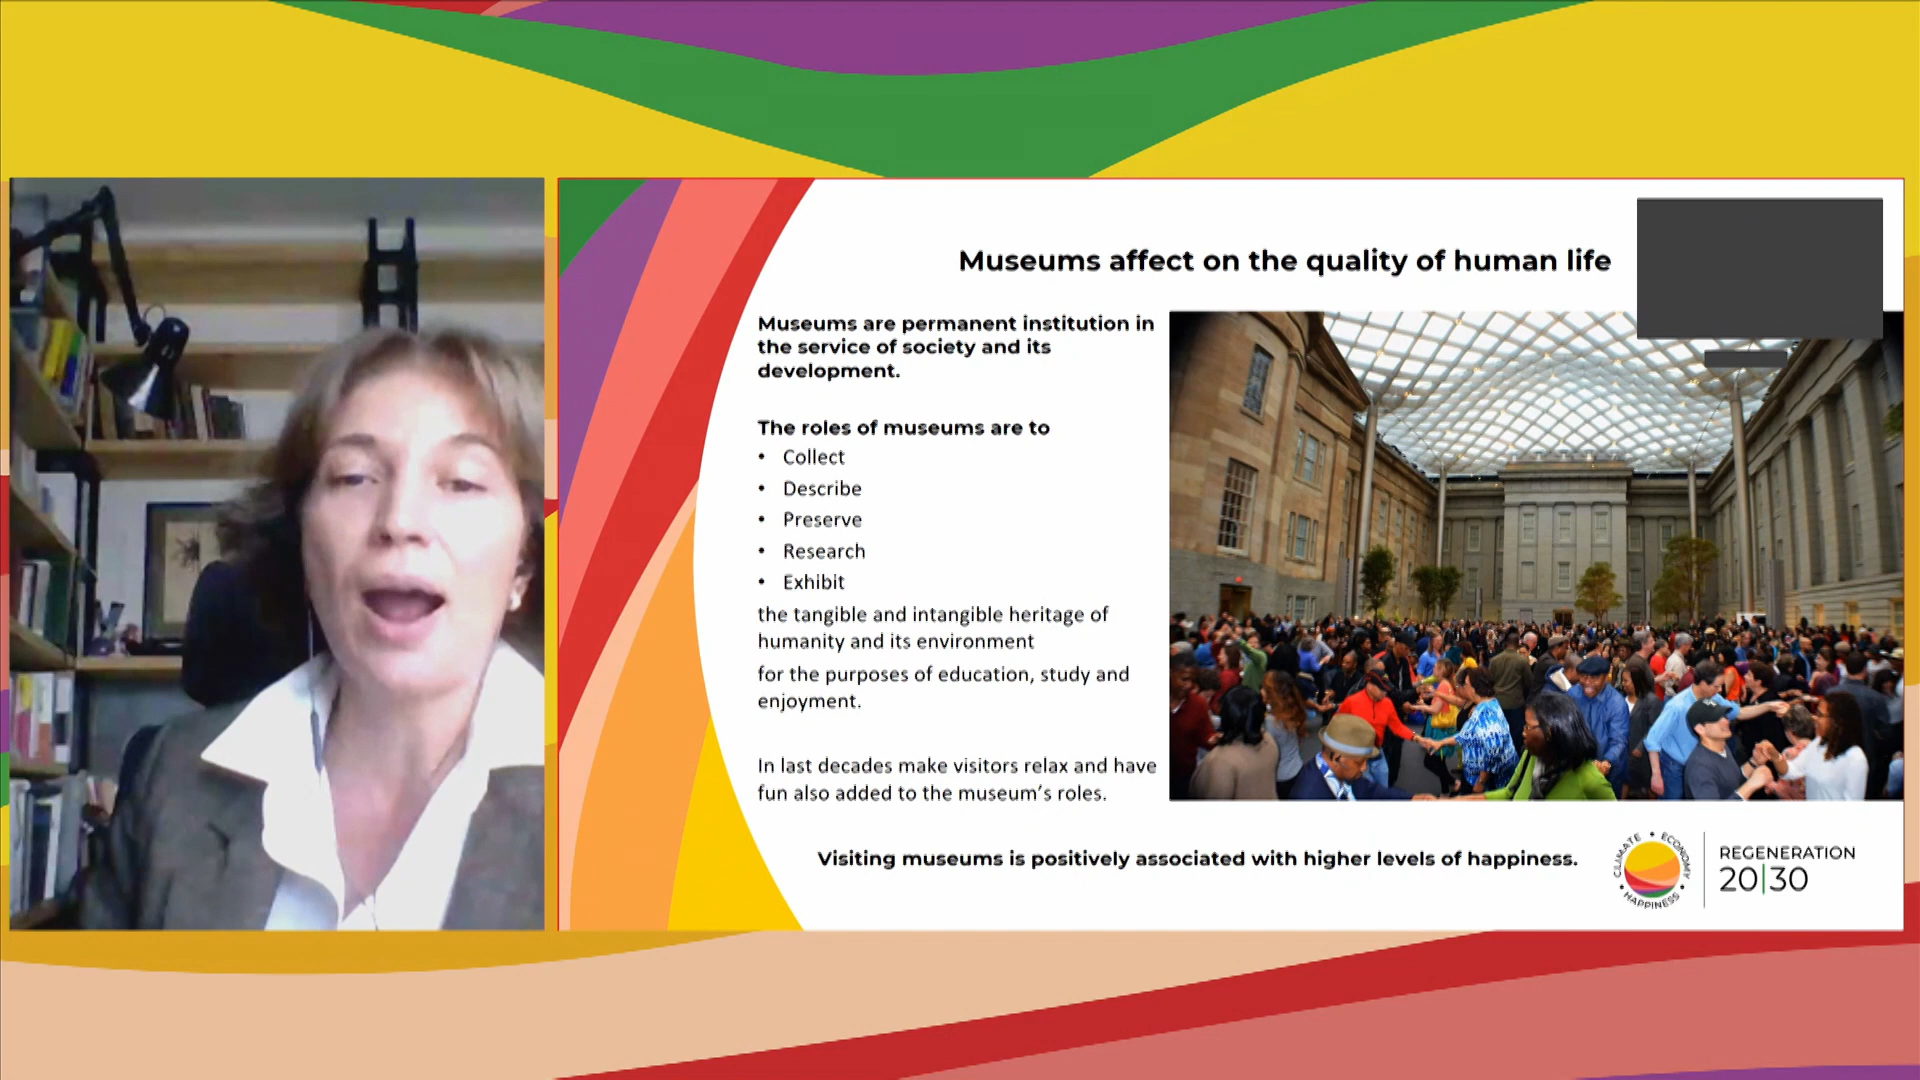 Museums affect on the quality of human life
Museums are permanent institution in
the service of society and its
development.
The roles of museums are to
• Collect
• Describe
• Preserve
• Research
• Exhibit
the tangible and intangible heritage of
humanity and its environment
for the purposes of education, study and
enjoyment.
In last decades make visitors relax and have
fun also added to the museum's roles.
Visiting museums is positively associated with higher levels of happiness.
CLIMATE • ECONOMY • HAPPINESS •
REGENERATION
20|30